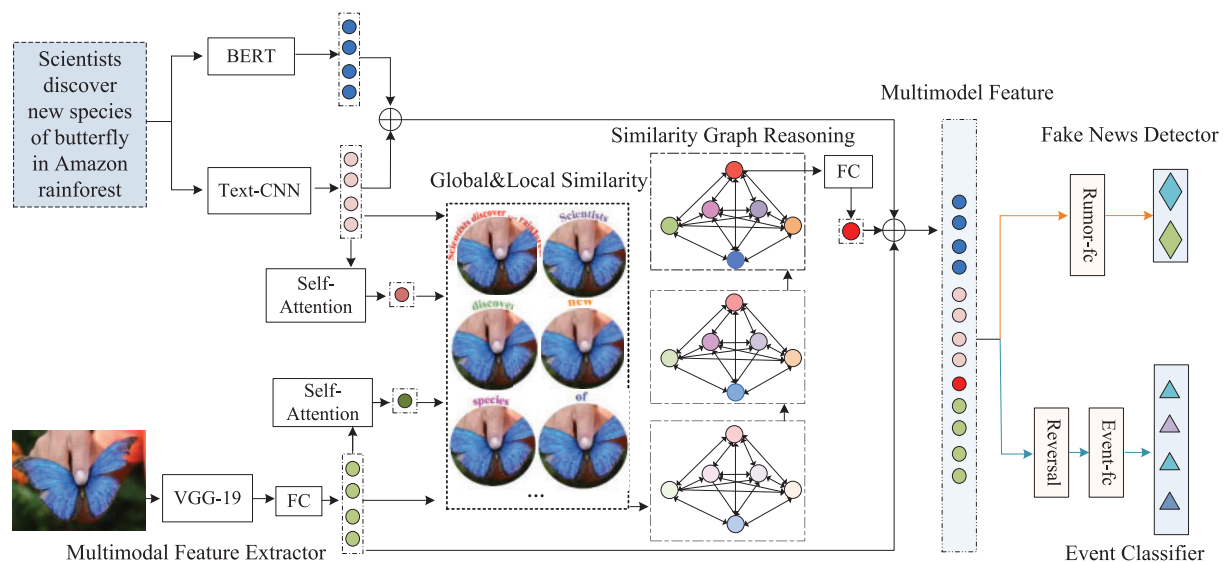 Scientists
discover
new species
of butterfly
in Amazon
rainforest
BERT
Text-CNN
Self-
Attention
Self-
Attention
VGG-19
FC
Multimodal Feature Extractor
Global&Local Similarity
Scientists discover ...
Scientists
discover
new
species
of
...
Similarity Graph Reasoning
FC
Multimodel Feature
Fake News Detector
Rumor-fc
Reversal
Event-fc
Event Classifier